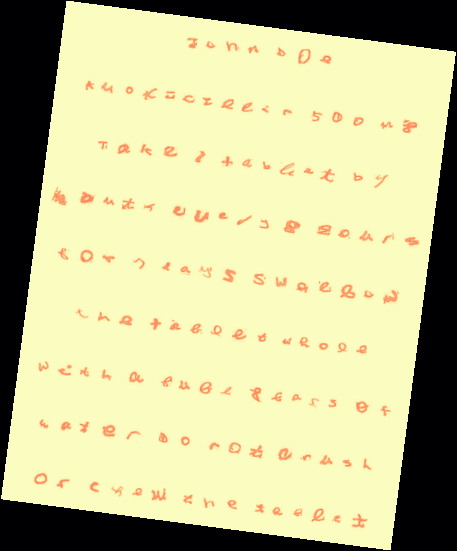 John Doe
Amoxicillin 500 mg
Take 1 tablet by
mouth every 8 hours
for 7 days Swallow
the tablet whole
with a full glass of
water Do not crush
or chew the tablet